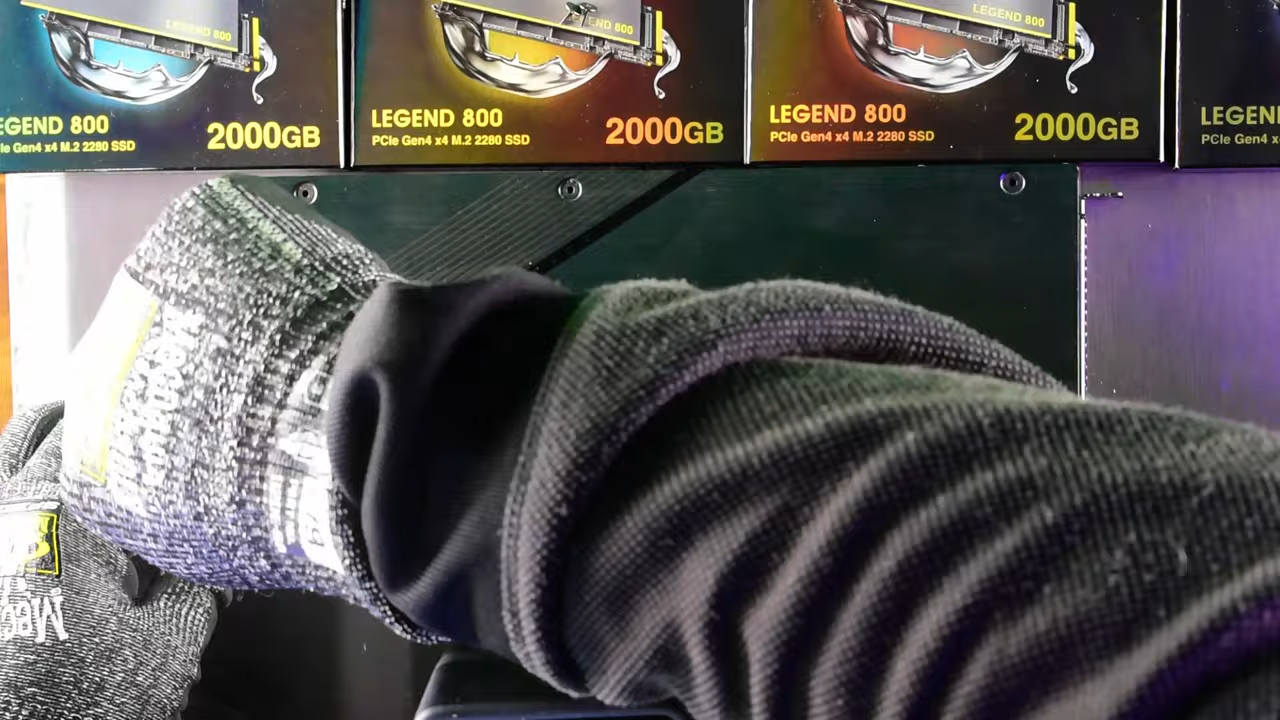 LEGEND 800
END 800
LEGEND 800
EGEND 800
2000GB
PCIe Gen4 x4 M.2 2280 SSD
LEGEND 800
2000GB
PCIe Gen4 x4 M.2 2280 SSD
LEGEND 800
2000GB
PCIe Gen4 x4 M.2 2280 SSD
LEGEN
PCIe Gen4 x